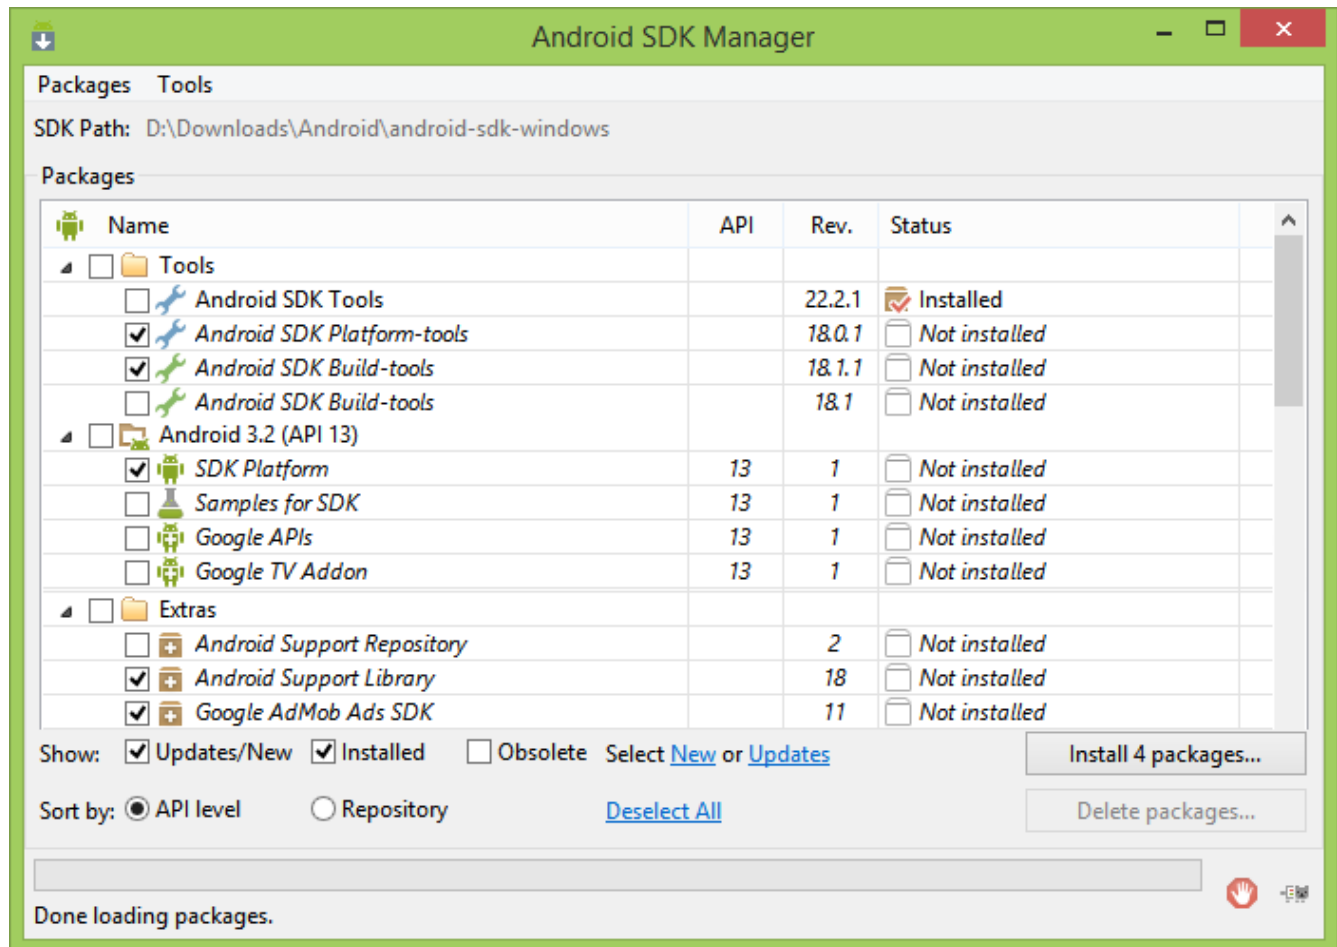 Android SDK Manager
Packages Tools
SDK Path: D:\Downloads\Android\android-sdk-windows
Packages
Name API Rev. Status
Tools
Android SDK Tools 22.2.1 Installed
Android SDK Platform-tools 18.0.1 Not installed
Android SDK Build-tools 18.1.1 Not installed
Android SDK Build-tools 18.1 Not installed
Android 3.2 (API 13)
SDK Platform 13 1 Not installed
Samples for SDK 13 1 Not installed
Google APIs 13 1 Not installed
Google TV Addon 13 1 Not installed
Extras
Android Support Repository 2 Not installed
Android Support Library 18 Not installed
Google AdMob Ads SDK 11 Not installed
Show: Updates/New Installed Obsolete Select New or Updates Install 4 packages...
Sort by: API level Repository Deselect All Delete packages...
Done loading packages.